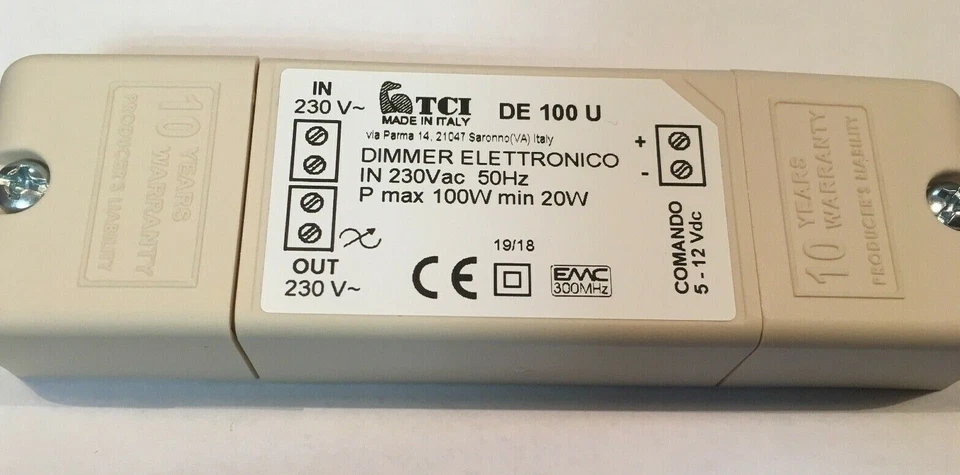 10 YEARS
WARRANTY
PRODUCER'S LIABILITY
IN
230 V~
TCI
MADE IN ITALY
DE 100 U
via Parma 14, 21047 Saronno(VA) Italy
DIMMER ELETTRONICO
IN 230Vac 50Hz
P max 100W min 20W
+
-
OUT
230 V~
19/18
CE
EMC
300MHz
COMANDO
5 - 12 Vdc
10 YEARS
WARRANTY
PRODUCER'S LIABILITY